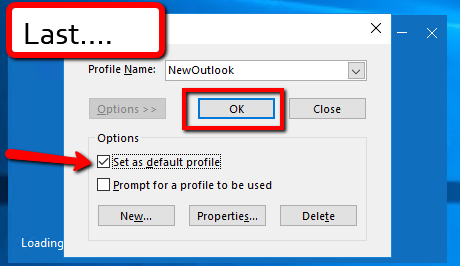 Last....
Profile Name: NewOutlook
Options >> OK Close
Options
Set as default profile
Prompt for a profile to be used
New... Properties... Delete
Loading